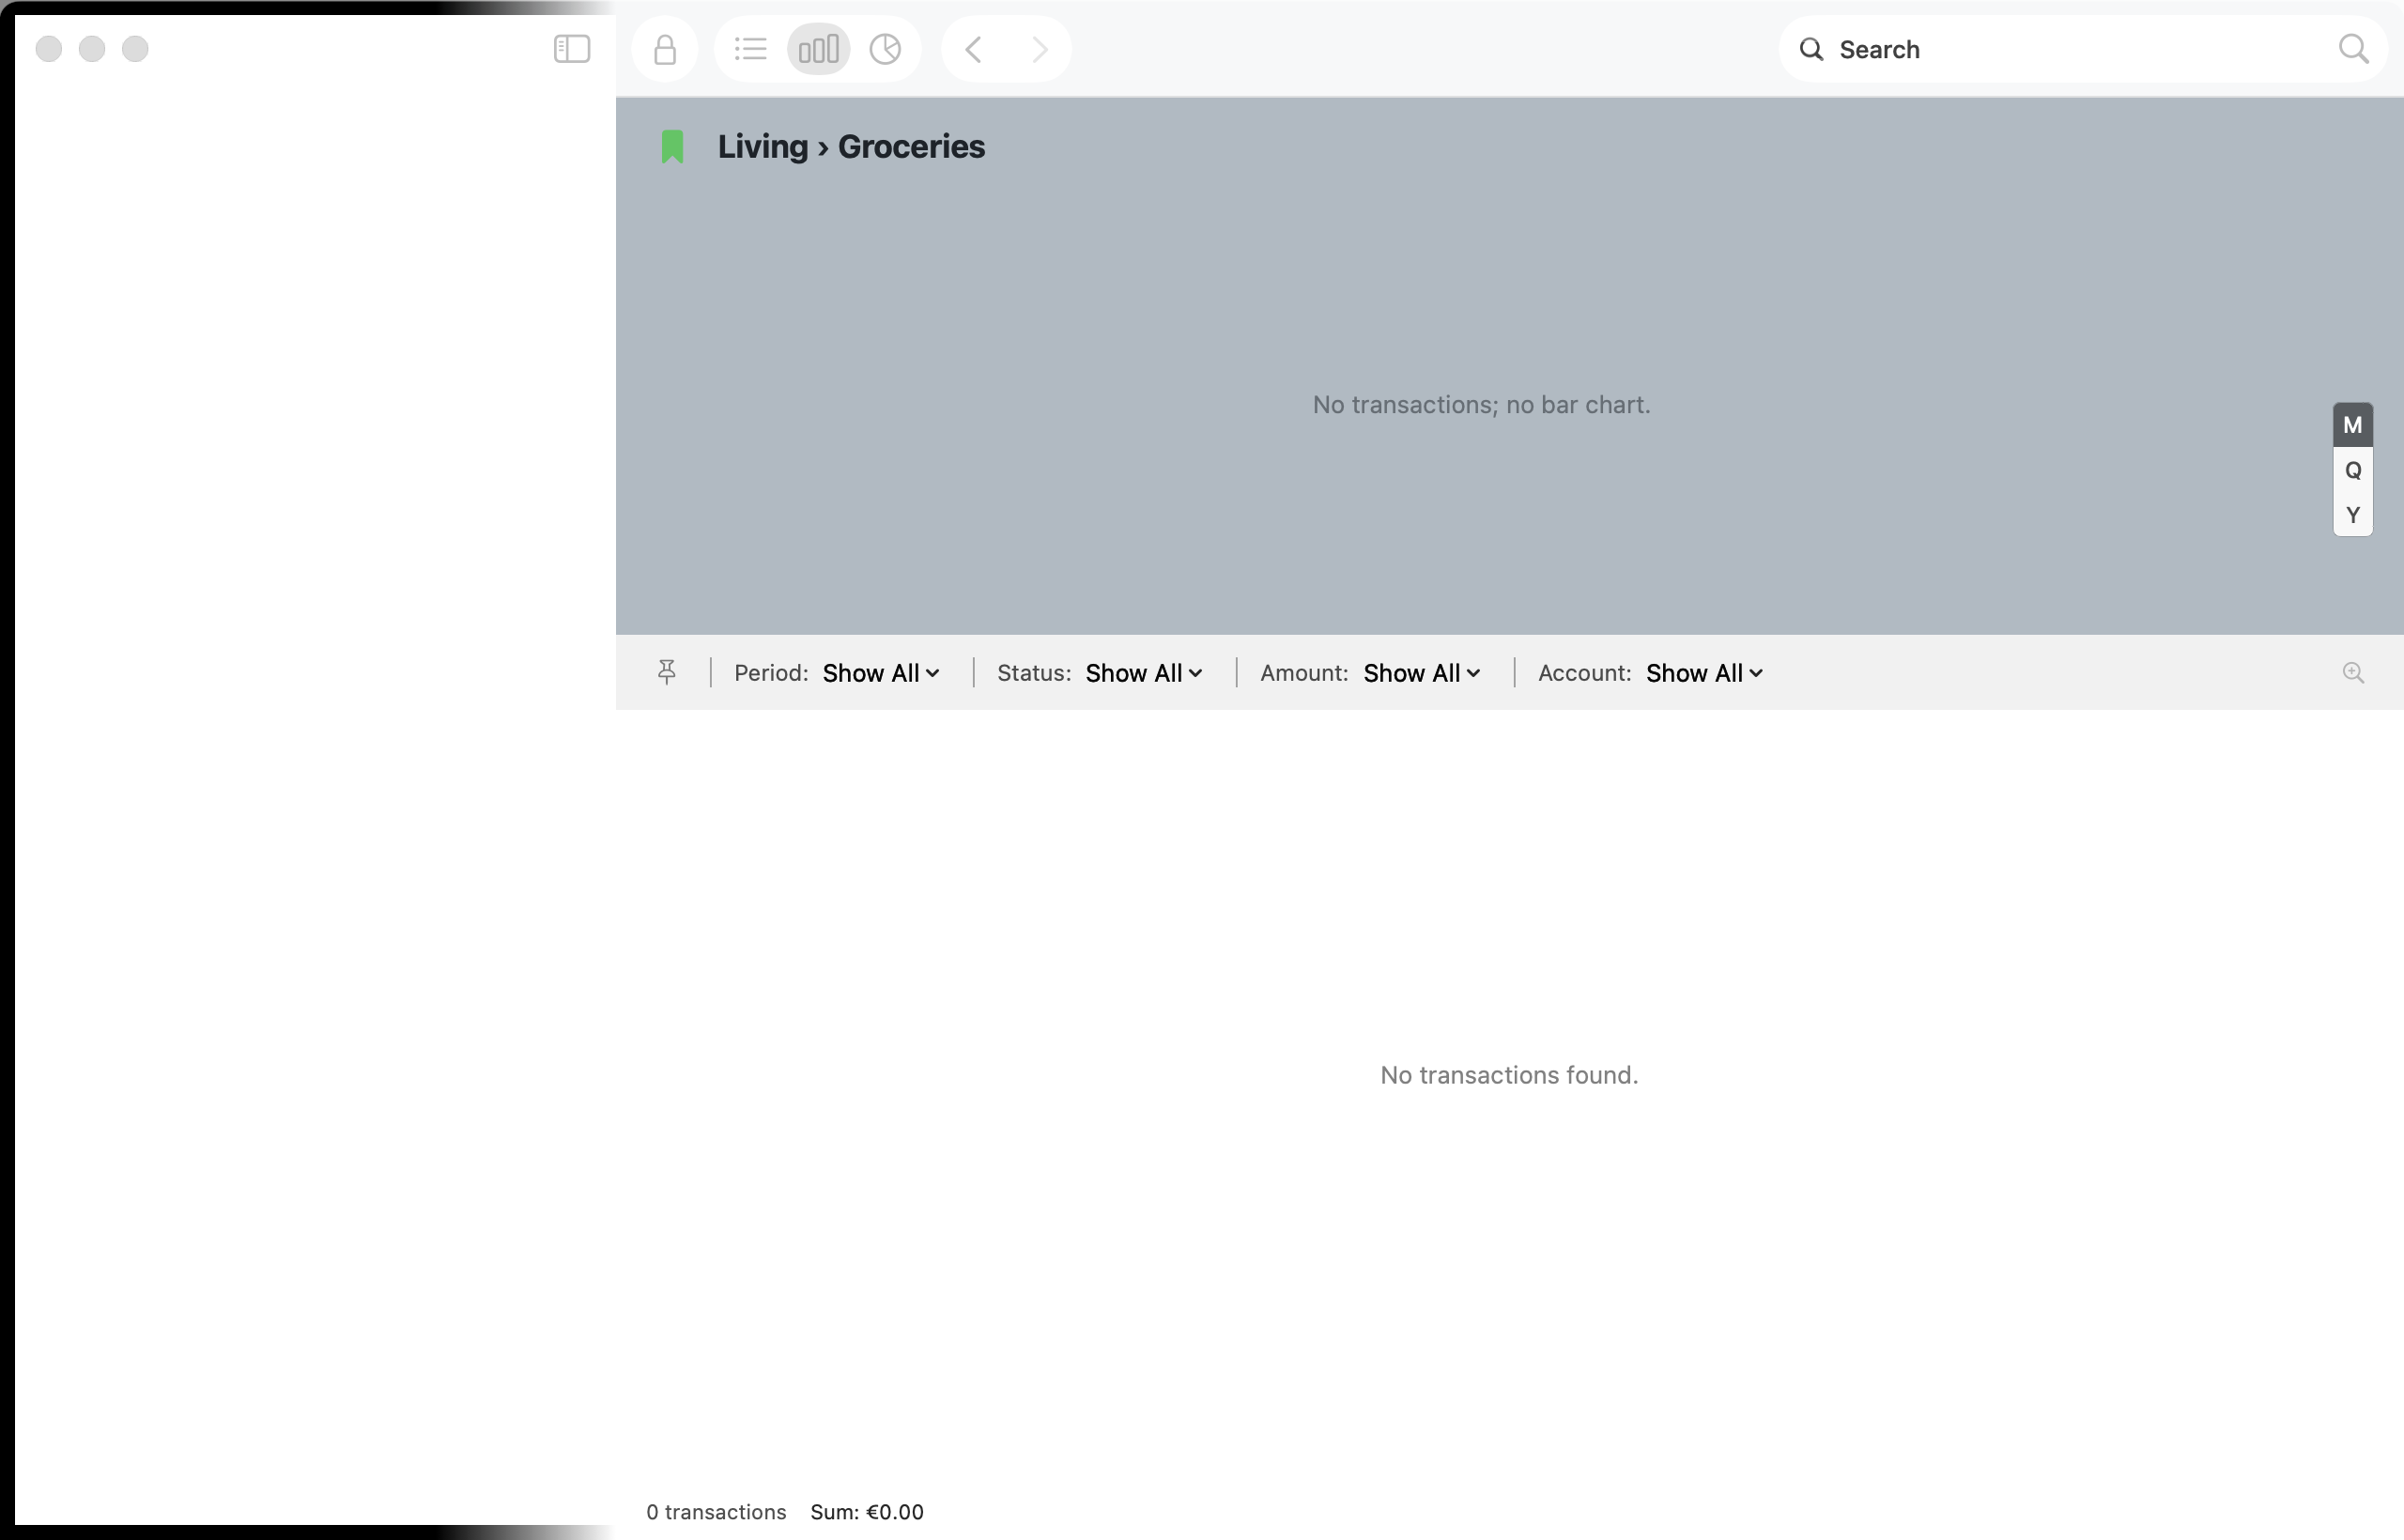 Search
Living › Groceries
No transactions; no bar chart.
M
Q
Y
Period: Show All Status: Show All Amount: Show All Account: Show All
No transactions found.
0 transactions Sum: €0.00